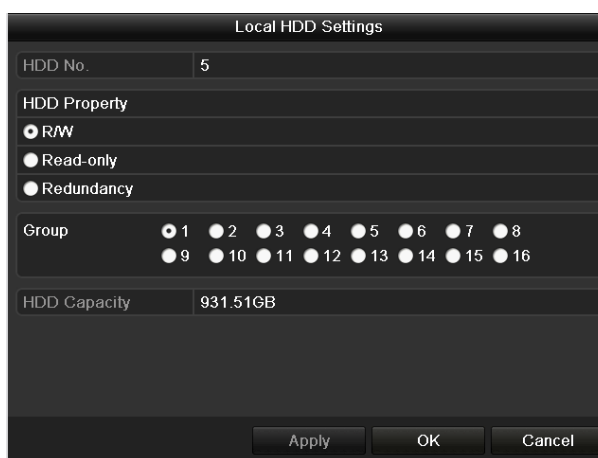 Local HDD Settings
HDD No. 5
HDD Property
R/W
Read-only
Redundancy
Group 1 2 3 4 5 6 7 8
9 10 11 12 13 14 15 16
HDD Capacity 931.51GB
Apply OK Cancel